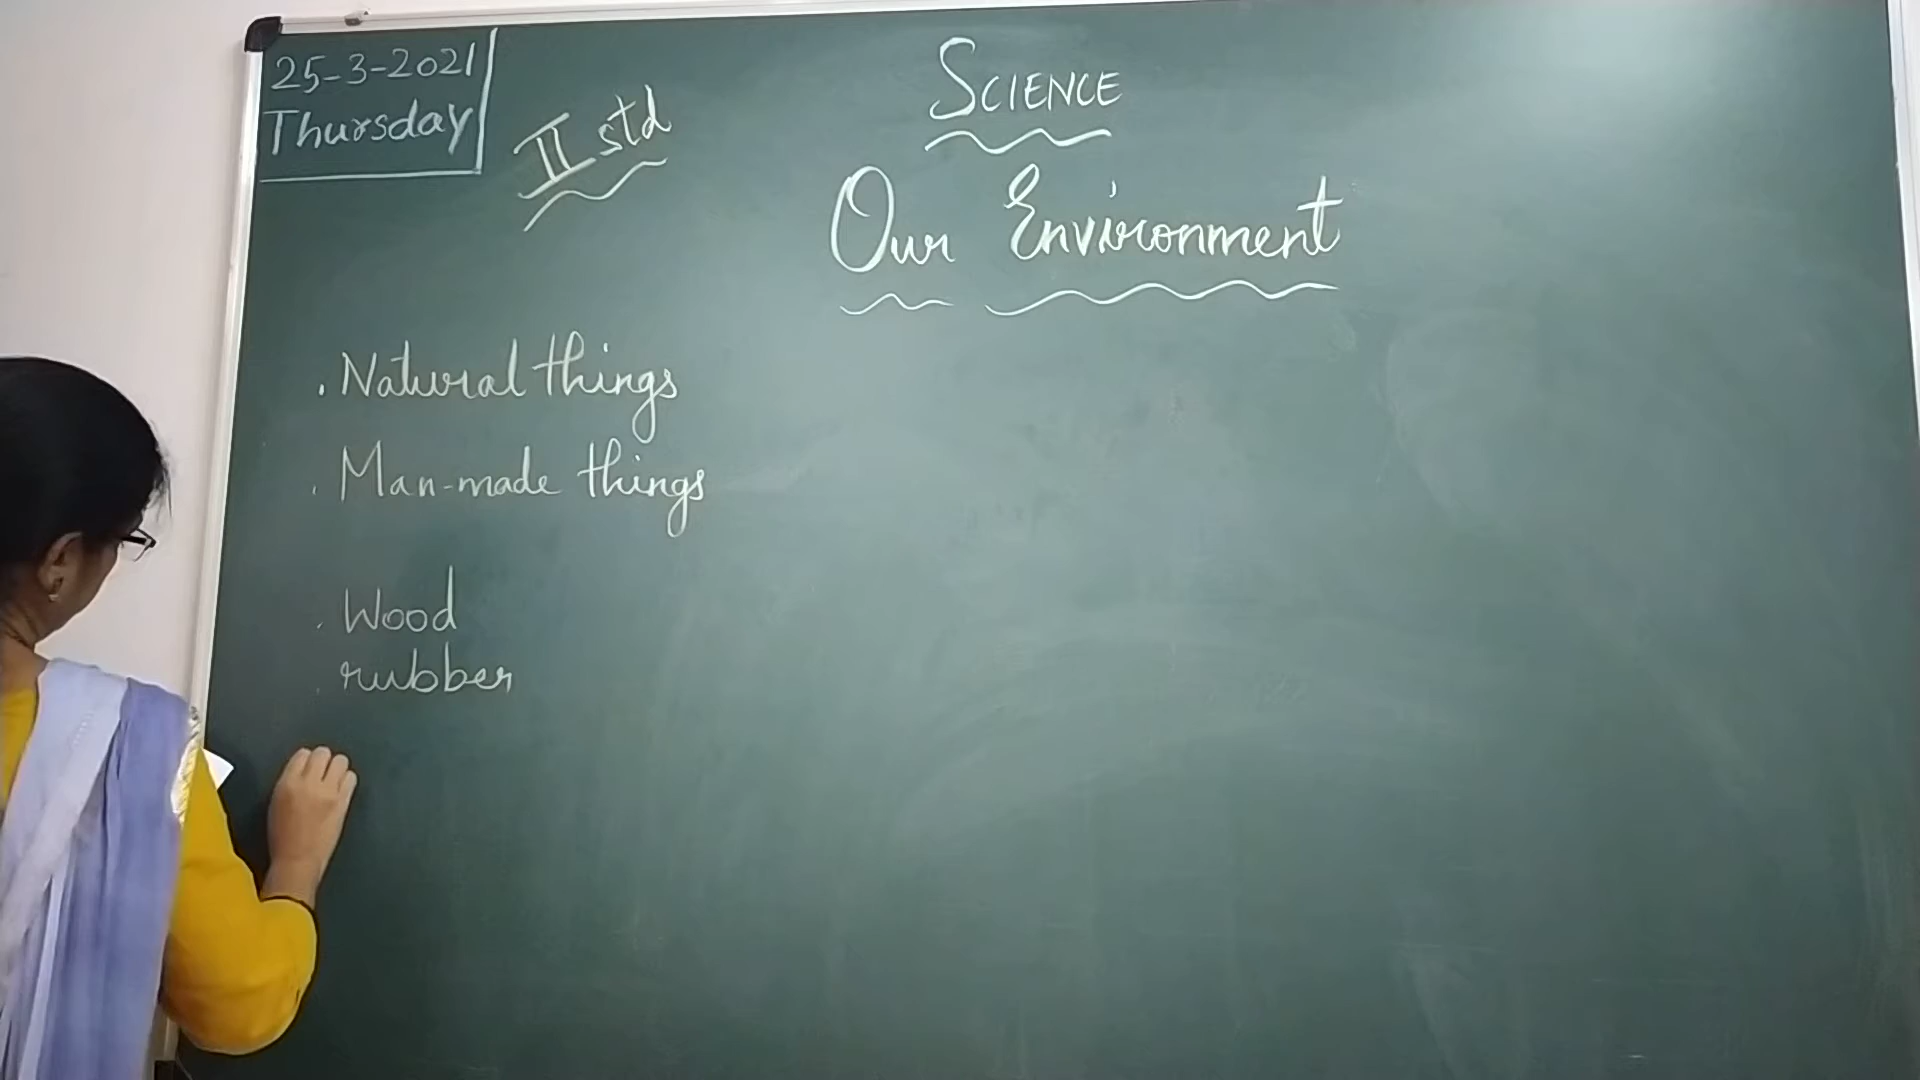 25-3-2021
Thursday
II std
SCIENCE
Our Environment
. Natural things
. Man-made things
. Wood
. rubber